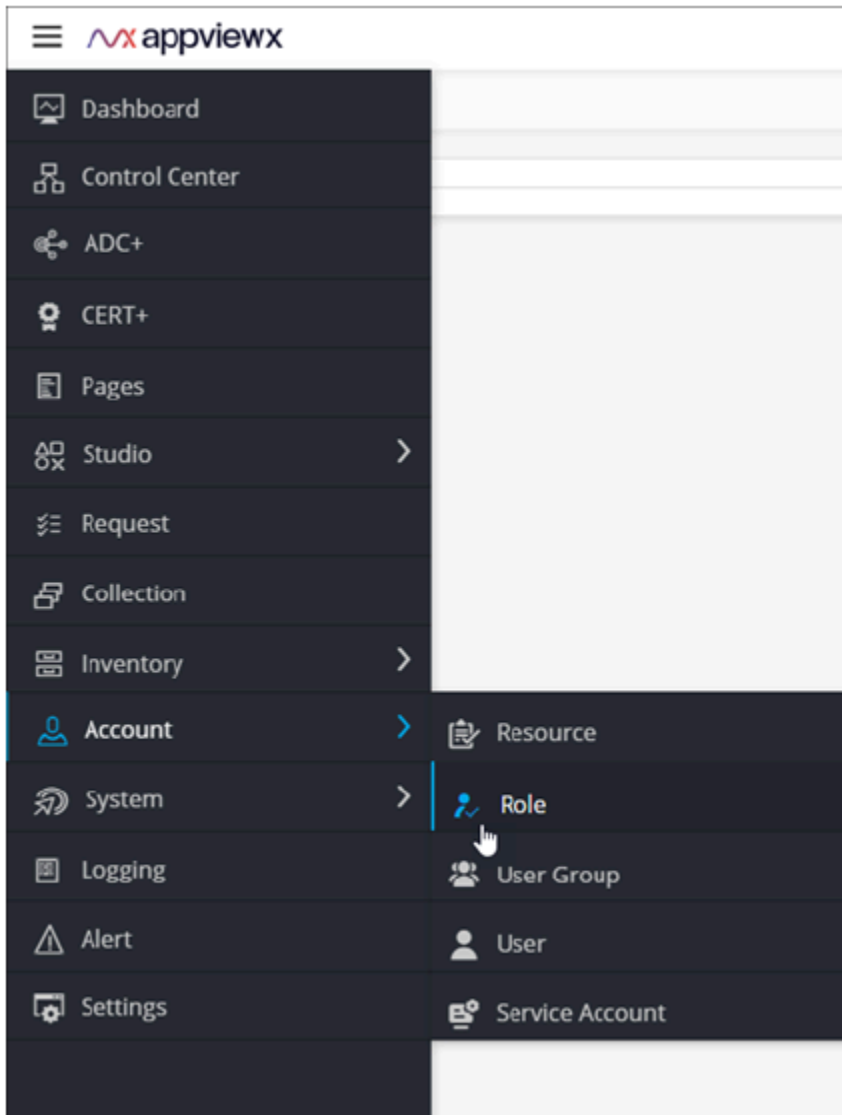 appviewx
Dashboard
Control Center
ADC+
CERT+
Pages
Studio
Request
Collection
Inventory
Account
System
Logging
Alert
Settings
Resource
Role
User Group
User
Service Account